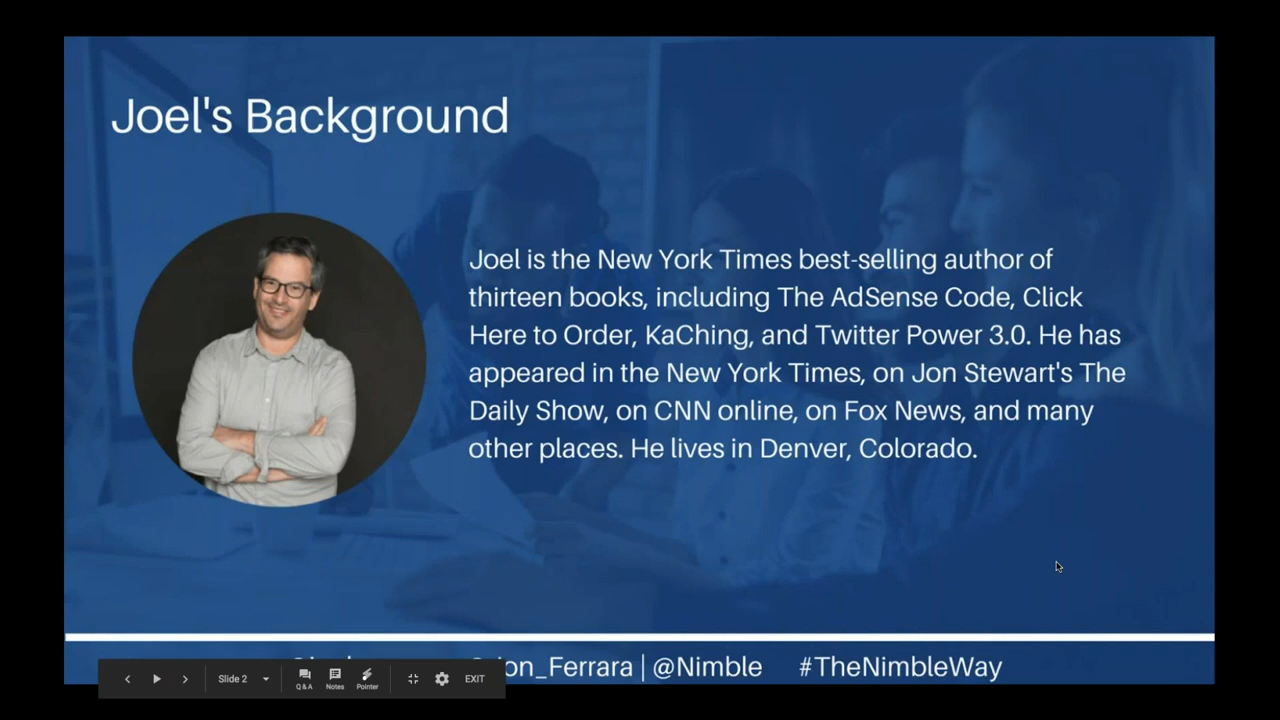 Joel's Background
Joel is the New York Times best-selling author of
thirteen books, including The AdSense Code, Click
Here to Order, KaChing, and Twitter Power 3.0. He has
appeared in the New York Times, on Jon Stewart's The
Daily Show, on CNN online, on Fox News, and many
other places. He lives in Denver, Colorado.
on_Ferrara | @Nimble #TheNimbleWay
Slide 2 Q&A Notes Pointer EXIT